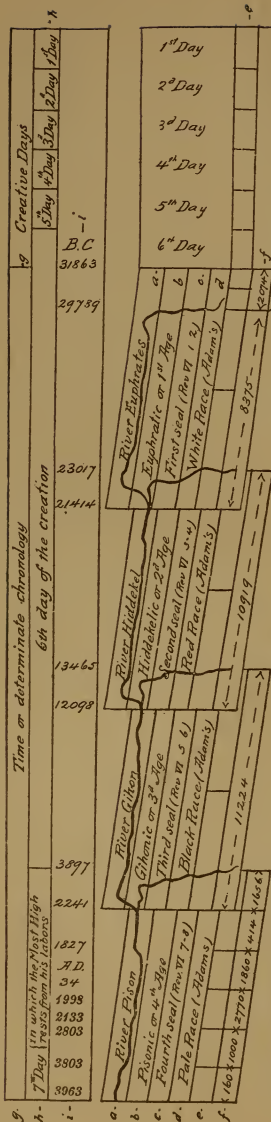 g. Time or determinate chronology -g Creative Days
h- 7th Day { In which the Most High rests from his labors 6th day of the creation 5th Day 4th Day 3d Day 2d Day 1st Day -h
i- 3963 3803 2803 2133 1998 34 A.D. 1827 2241 3897 12098 13465 21414 23017 29789 31863 B.C -i
a. River Pison
b. Pisonic or 4th Age
c. Fourth seal (Rev VI 7-8)
d. Pale Race (Adam's)
e.
f. <160 × 1000 × 2770 × 1860 × 414 × 1656>
River Gihon
Gihonic or 3d Age
Third seal (Rev VI 5 6)
Black Race (Adam's)
<- - 11224 - - - >
River Hiddekel
Hiddekelic or 2d Age
Second seal (Rev VI 3-4)
Red Race (Adam's)
<- - 10919 - - - >
River Euphrates a.
Euphratic or 1st Age b
First seal (Rev VI 1 2) c.
White Race (Adam's) d
<- - 8375 - - - > <2074> -f
6th Day 5th Day 4th Day 3d Day 2d Day 1st Day
-e